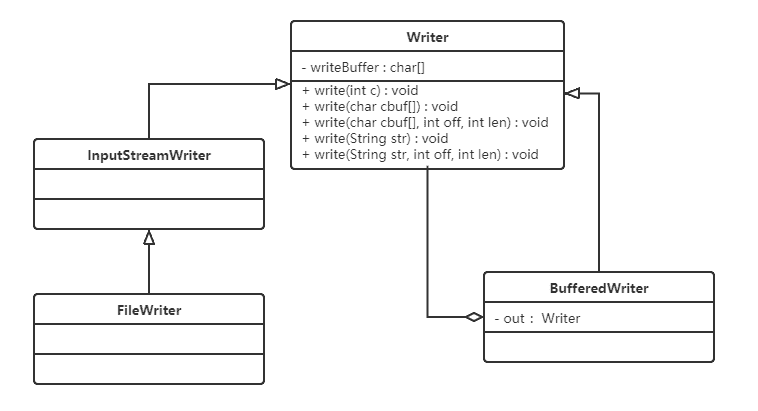 Writer
- writeBuffer : char[]
+ write(int c) : void
+ write(char cbuf[]) : void
+ write(char cbuf[], int off, int len) : void
+ write(String str) : void
+ write(String str, int off, int len) : void
InputStreamWriter
FileWriter
BufferedWriter
- out :  Writer